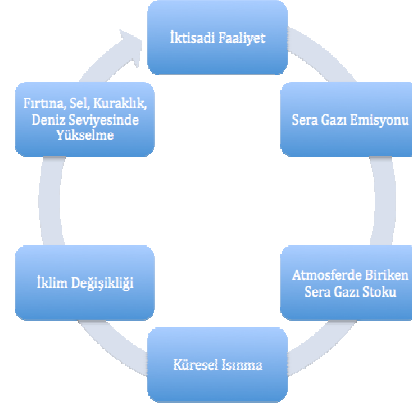 İktisadi Faaliyet
Sera Gazı Emisyonu
Atmosferde Biriken
Sera Gazı Stoku
Küresel Isınma
İklim Değişikliği
Fırtına, Sel, Kuraklık,
Deniz Seviyesinde
Yükselme